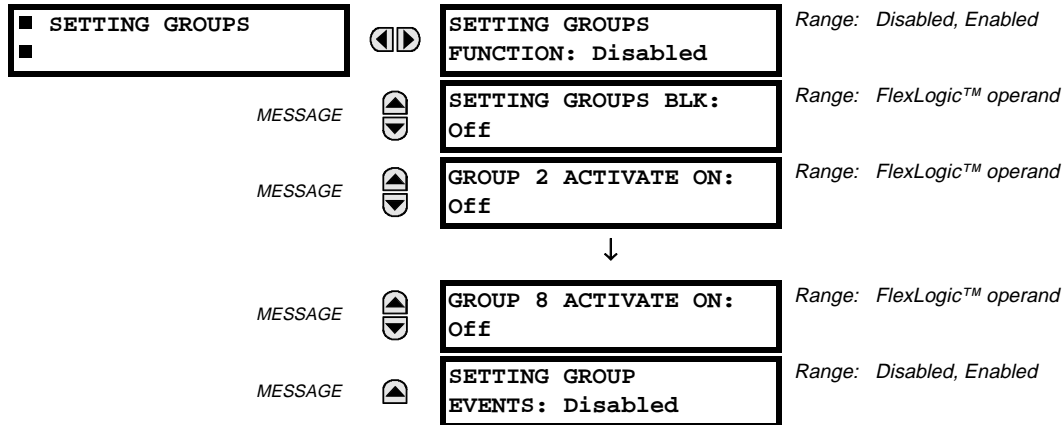 ■ SETTING GROUPS
■
SETTING GROUPS
FUNCTION: Disabled
Range: Disabled, Enabled
MESSAGE
SETTING GROUPS BLK:
Off
Range: FlexLogic™ operand
MESSAGE
GROUP 2 ACTIVATE ON:
Off
Range: FlexLogic™ operand
↓
MESSAGE
GROUP 8 ACTIVATE ON:
Off
Range: FlexLogic™ operand
MESSAGE
SETTING GROUP
EVENTS: Disabled
Range: Disabled, Enabled